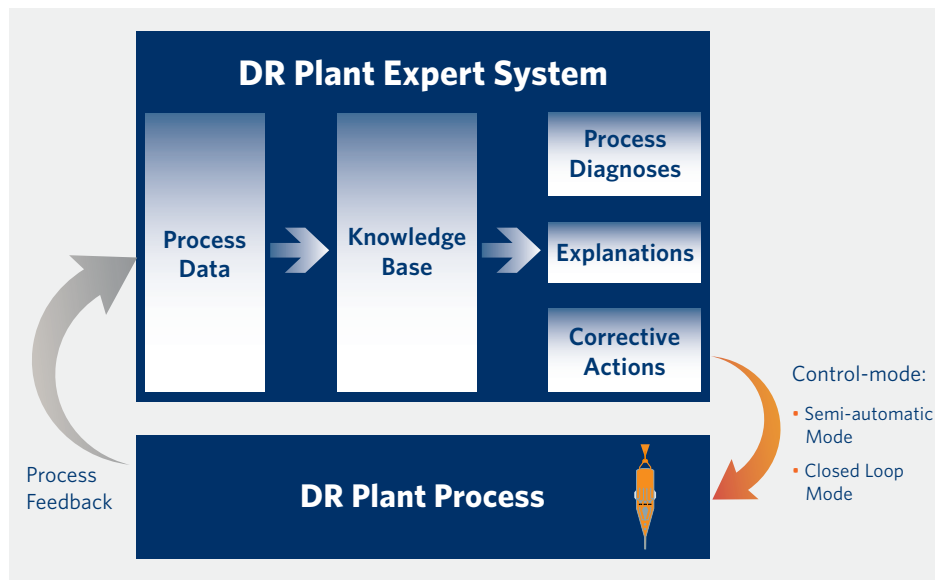 DR Plant Expert System
Process
Data
Knowledge
Base
Process
Diagnoses
Explanations
Corrective
Actions
Control-mode:
• Semi-automatic
Mode
• Closed Loop
Mode
Process
Feedback
DR Plant Process